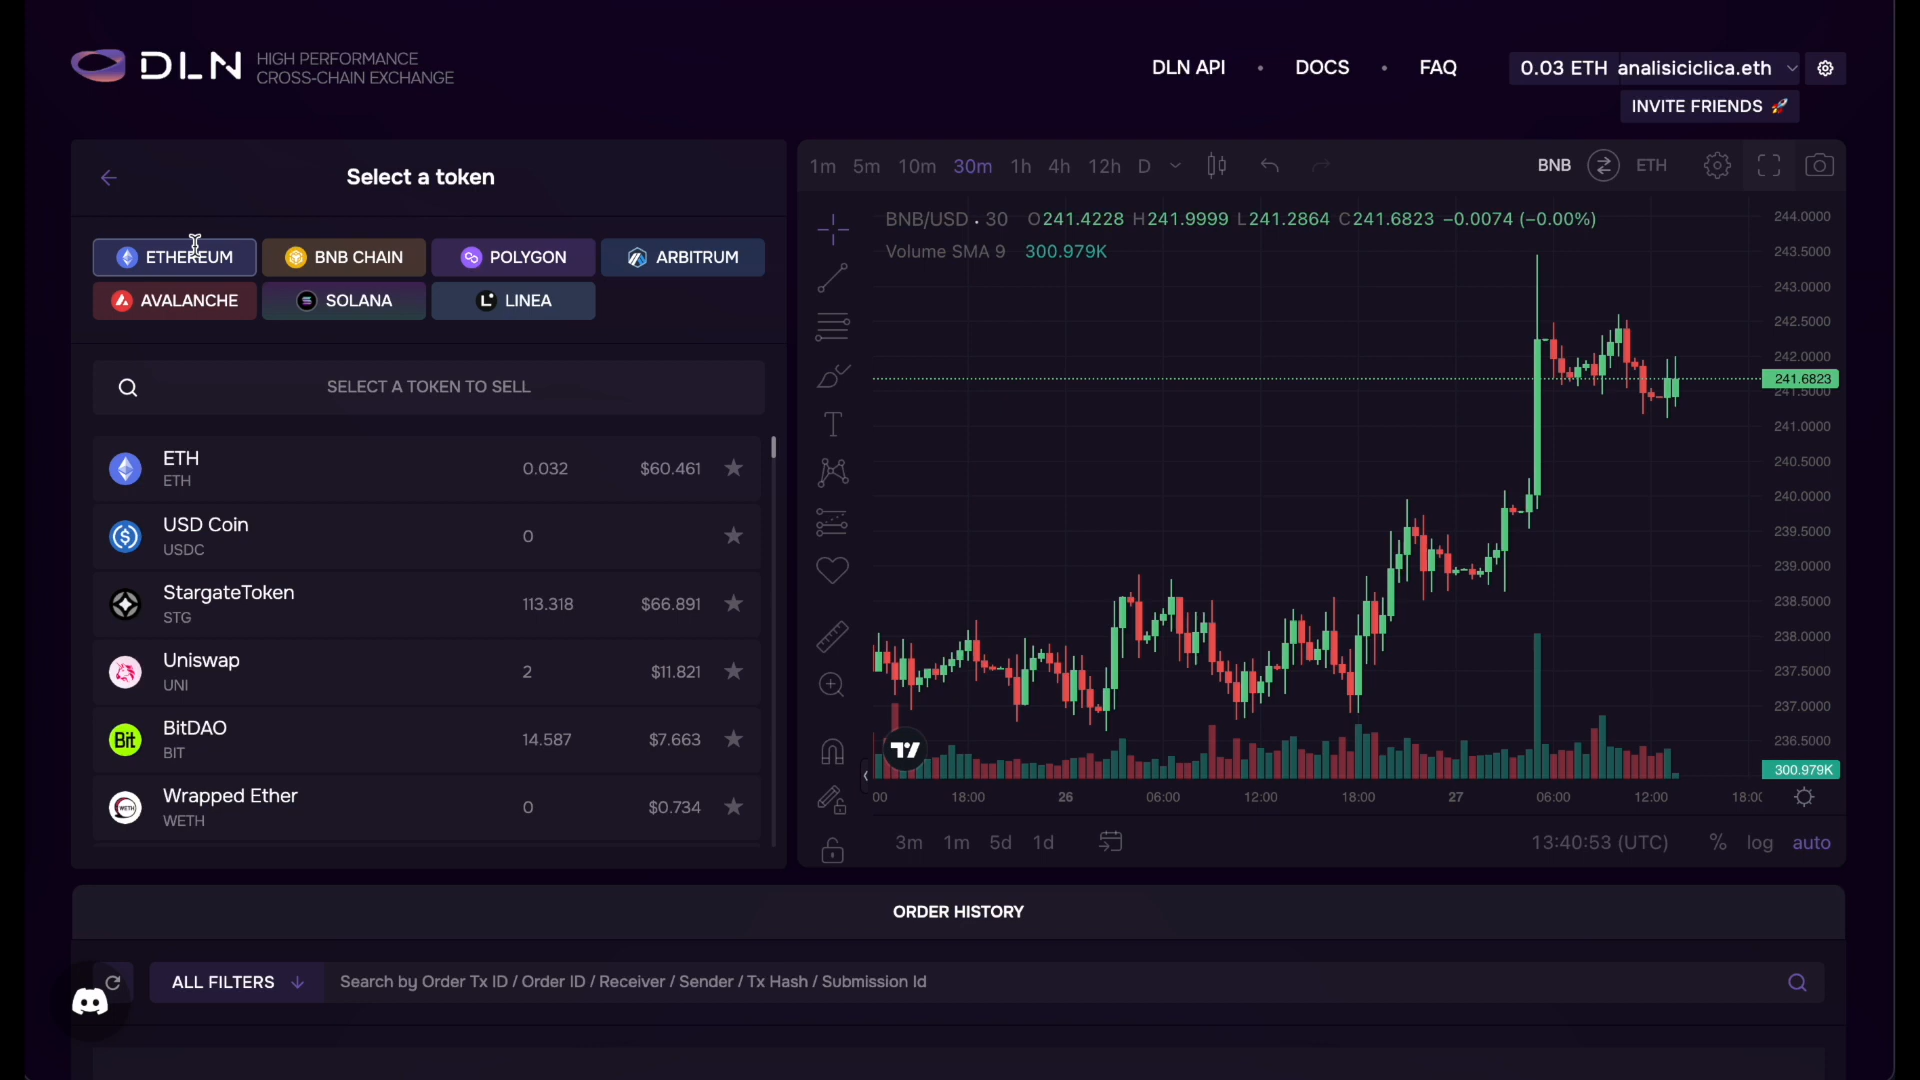 DLN
HIGH PERFORMANCE
CROSS-CHAIN EXCHANGE
DLN API • DOCS • FAQ
0.03 ETH analisiciclica.eth
INVITE FRIENDS 🚀
Select a token
ETHEREUM BNB CHAIN POLYGON ARBITRUM
AVALANCHE SOLANA LINEA
SELECT A TOKEN TO SELL
ETH
ETH
0.032 $60.461
USD Coin
USDC
0
StargateToken
STG
113.318 $66.891
Uniswap
UNI
2 $11.821
BitDAO
BIT
14.587 $7.663
Wrapped Ether
WETH
0 $0.734
Bit
WETH
1m 5m 10m 30m 1h 4h 12h D
BNB ETH
BNB/USD · 30 O241.4228 H241.9999 L241.2864 C241.6823 −0.0074 (−0.00%)
Volume SMA 9 300.979K
244.0000
243.5000
243.0000
242.5000
242.0000
241.6823
241.5000
241.0000
240.5000
240.0000
239.5000
239.0000
238.5000
238.0000
237.5000
237.0000
236.5000
300.979K
00 18:00 26 06:00 12:00 18:00 27 06:00 12:00 18:00
3m 1m 5d 1d
13:40:53 (UTC) % log auto
ORDER HISTORY
ALL FILTERS
Search by Order Tx ID / Order ID / Receiver / Sender / Tx Hash / Submission Id